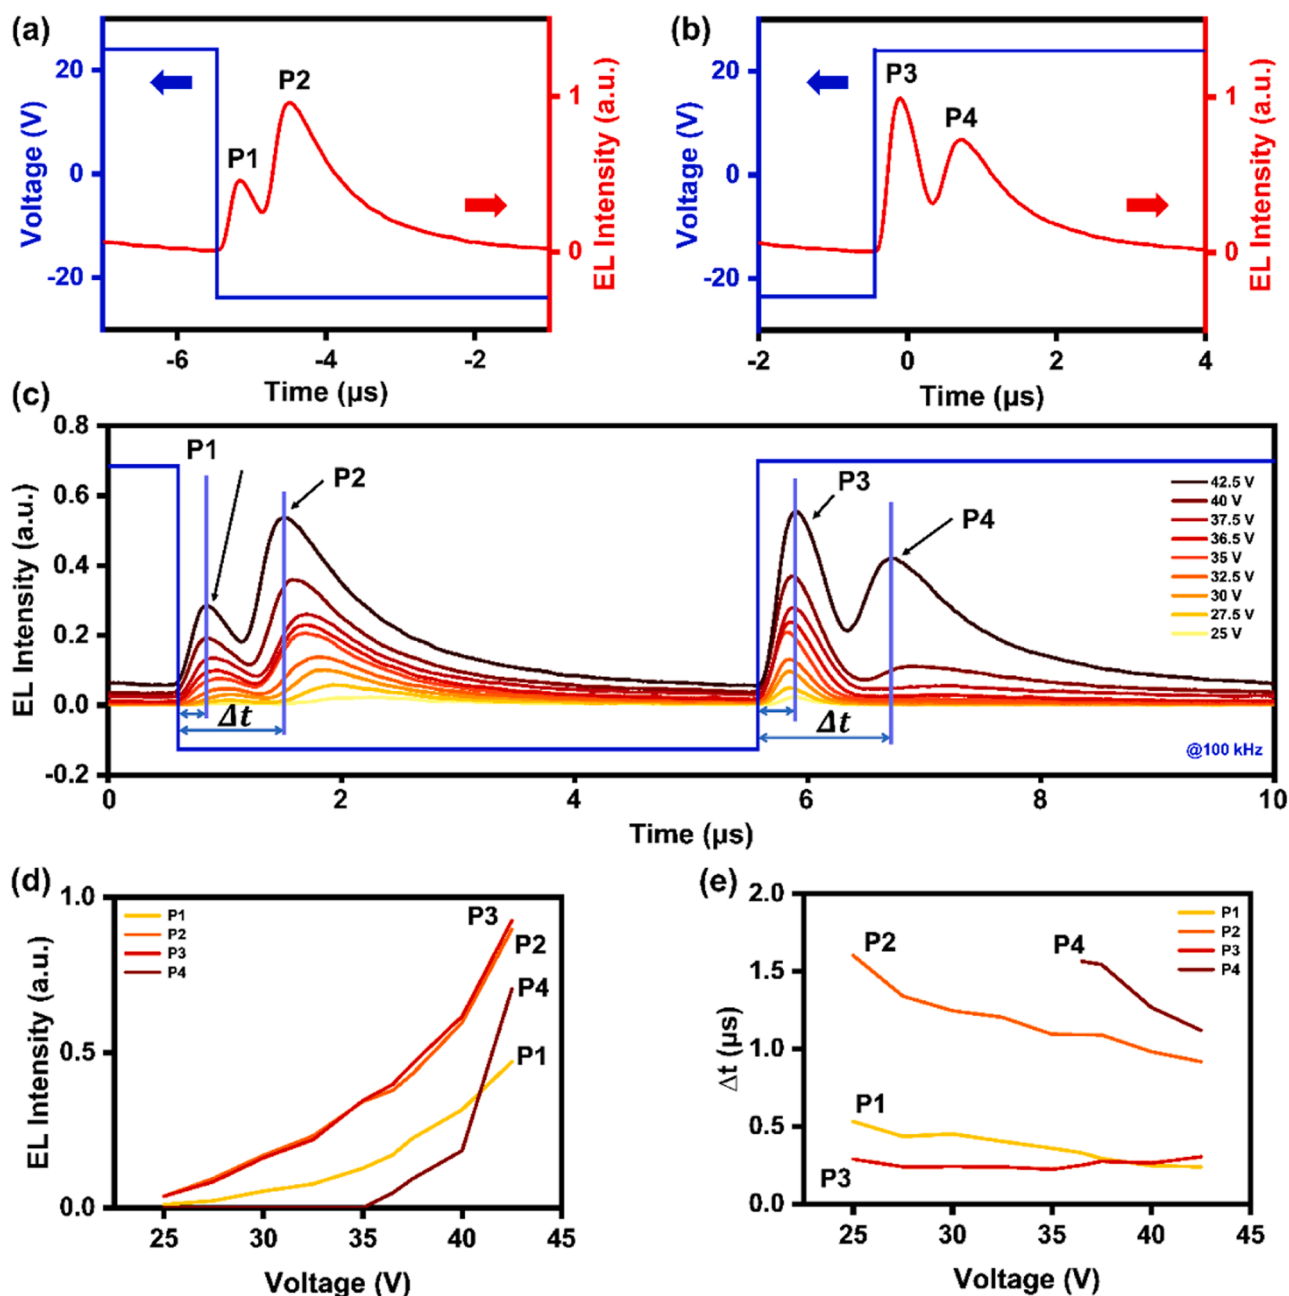 (a)
P1
P2
20
0
-20
Voltage (V)
1
0
EL Intensity (a.u.)
-6
-4
-2
Time (μs)
(b)
P3
P4
20
0
-20
Voltage (V)
1
0
EL Intensity (a.u.)
-2
0
2
4
Time (μs)
(c)
0.8
0.6
0.4
0.2
0.0
-0.2
EL Intensity (a.u.)
P1
P2
P3
P4
Δt
Δt
42.5 V
40 V
37.5 V
36.5 V
35 V
32.5 V
30 V
27.5 V
25 V
@100 kHz
0
2
4
6
8
10
Time (μs)
(d)
1.0
0.5
0.0
EL Intensity (a.u.)
P1
P2
P3
P4
P3
P2
P4
P1
25
30
35
40
45
Voltage (V)
(e)
2.0
1.5
1.0
0.5
0.0
Δt (μs)
P2
P4
P1
P3
P1
P2
P3
P4
25
30
35
40
45
Voltage (V)